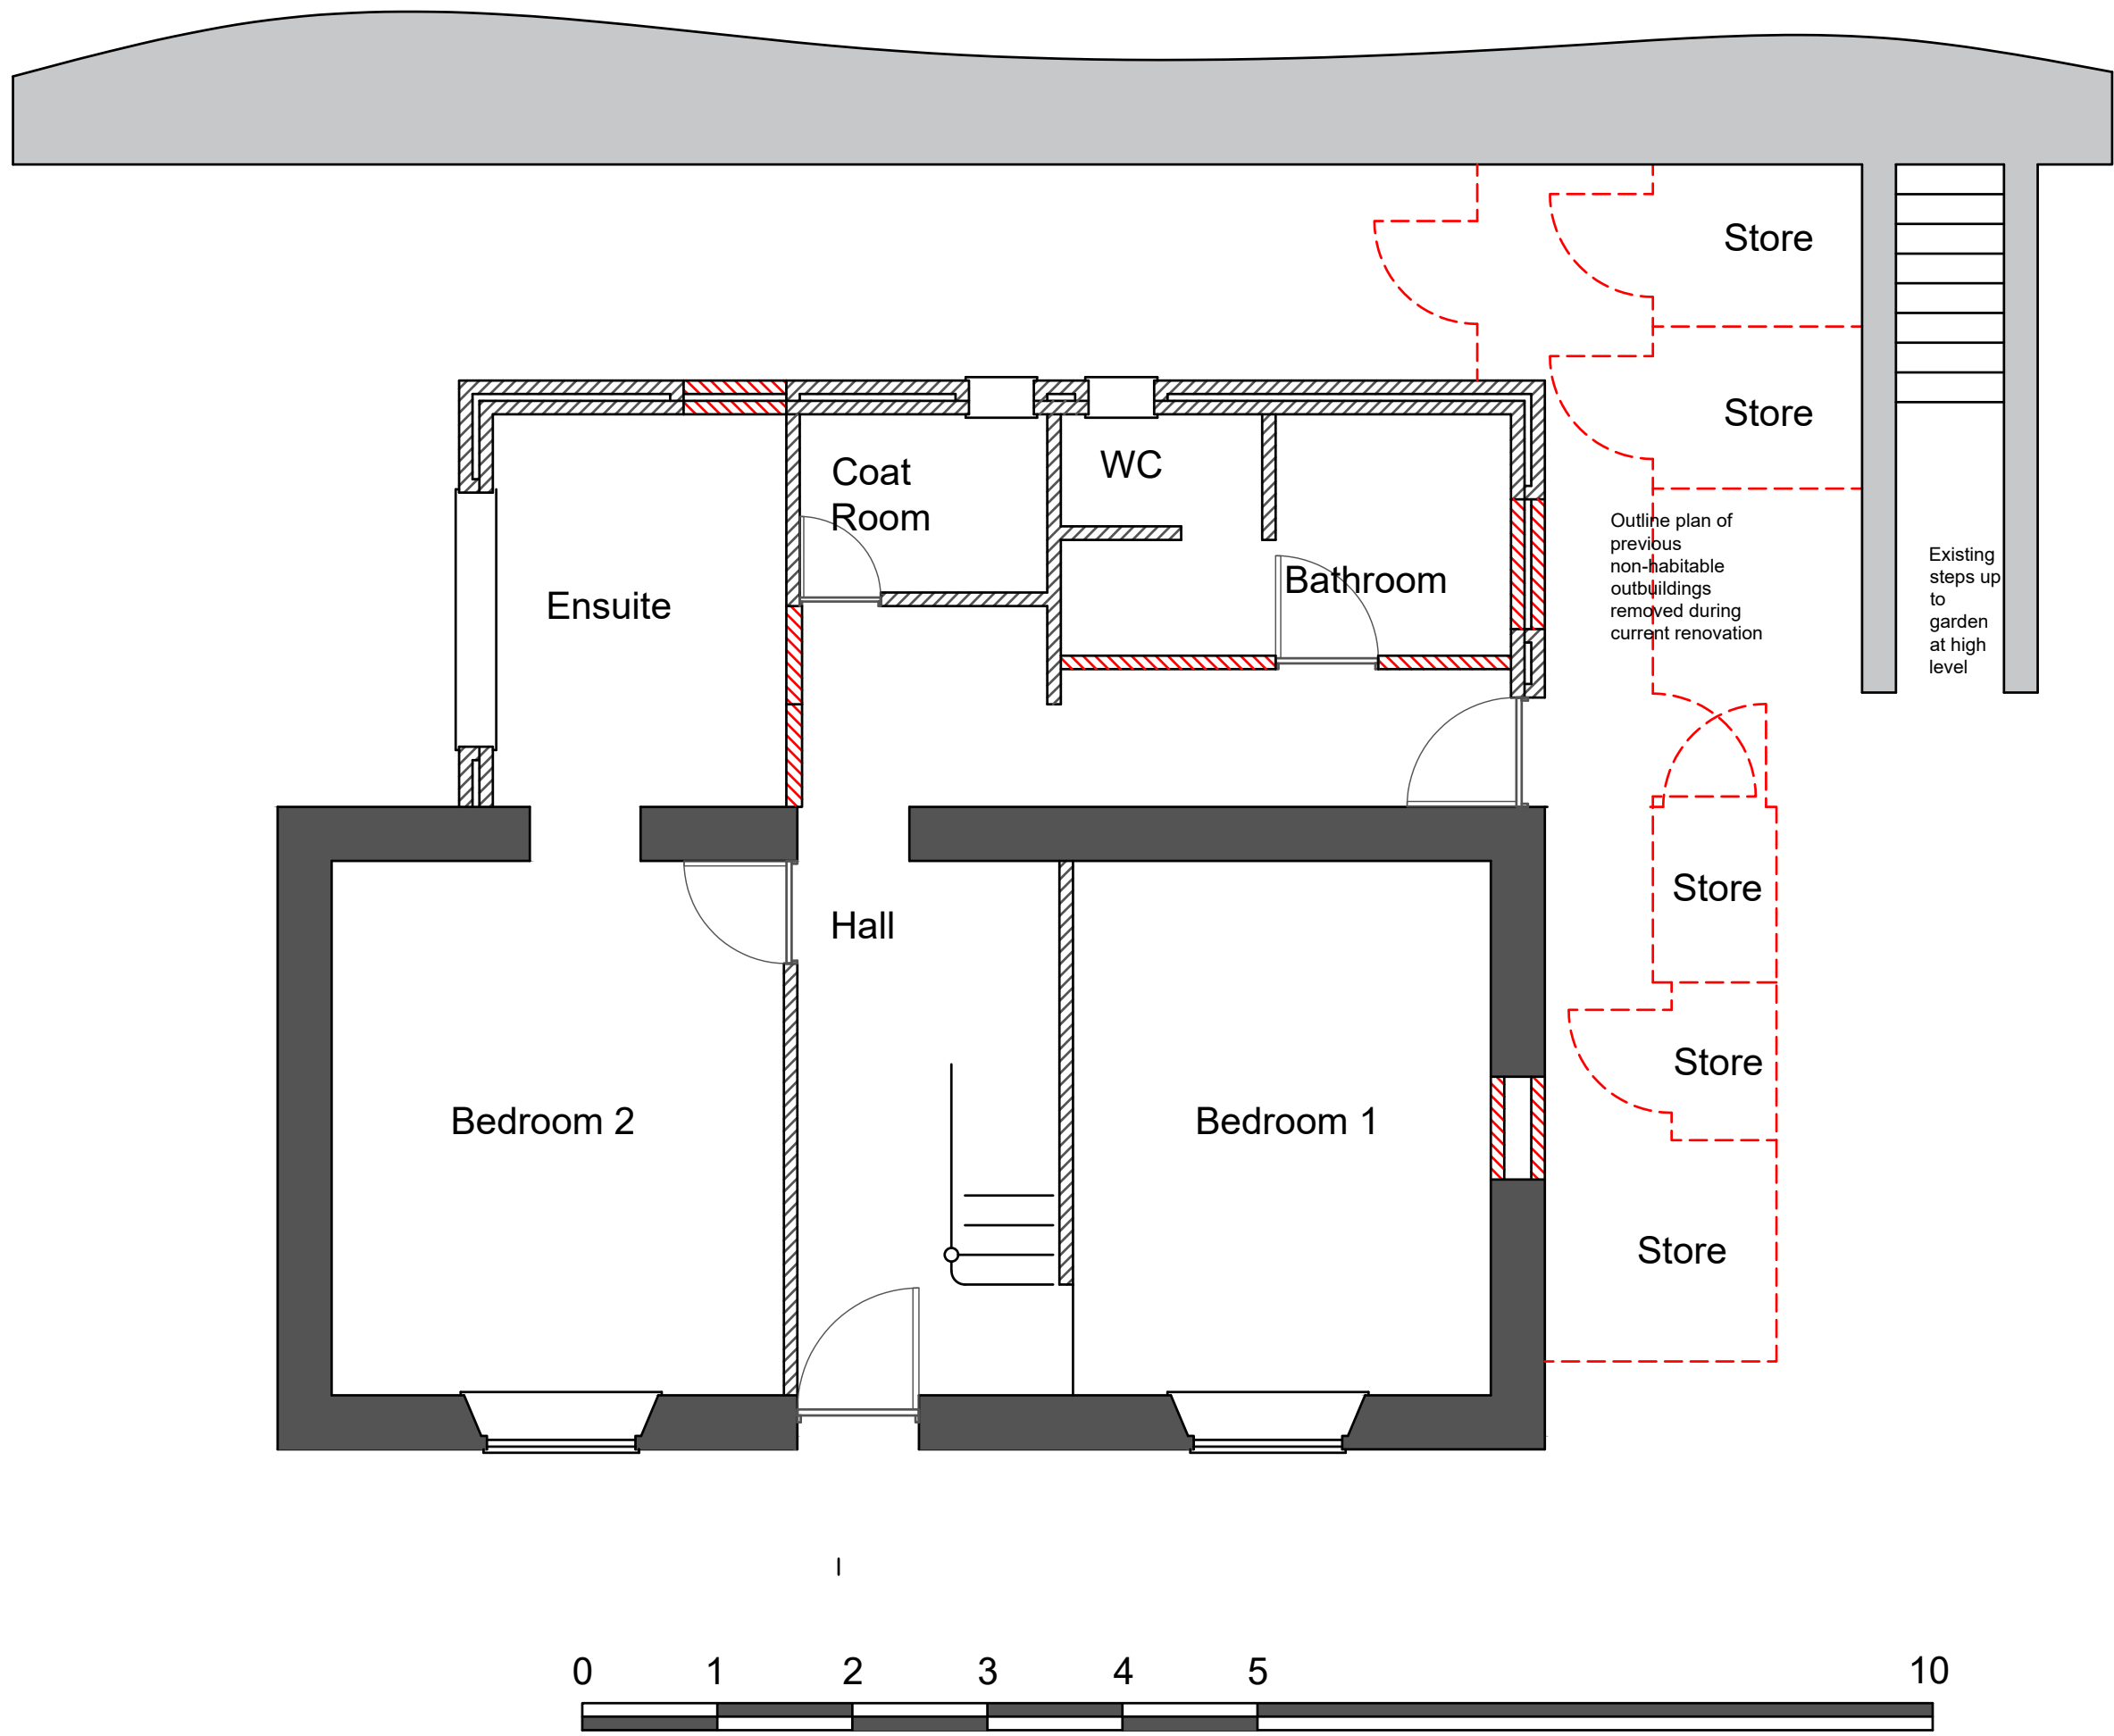 Store
Store
Coat
Room
WC
Ensuite
Bathroom
Outline plan of
previous
non-habitable
outbuildings
removed during
current renovation
Existing
steps up
to
garden
at high
level
Hall
Store
Store
Bedroom 2
Bedroom 1
Store
0 1 2 3 4 5 10